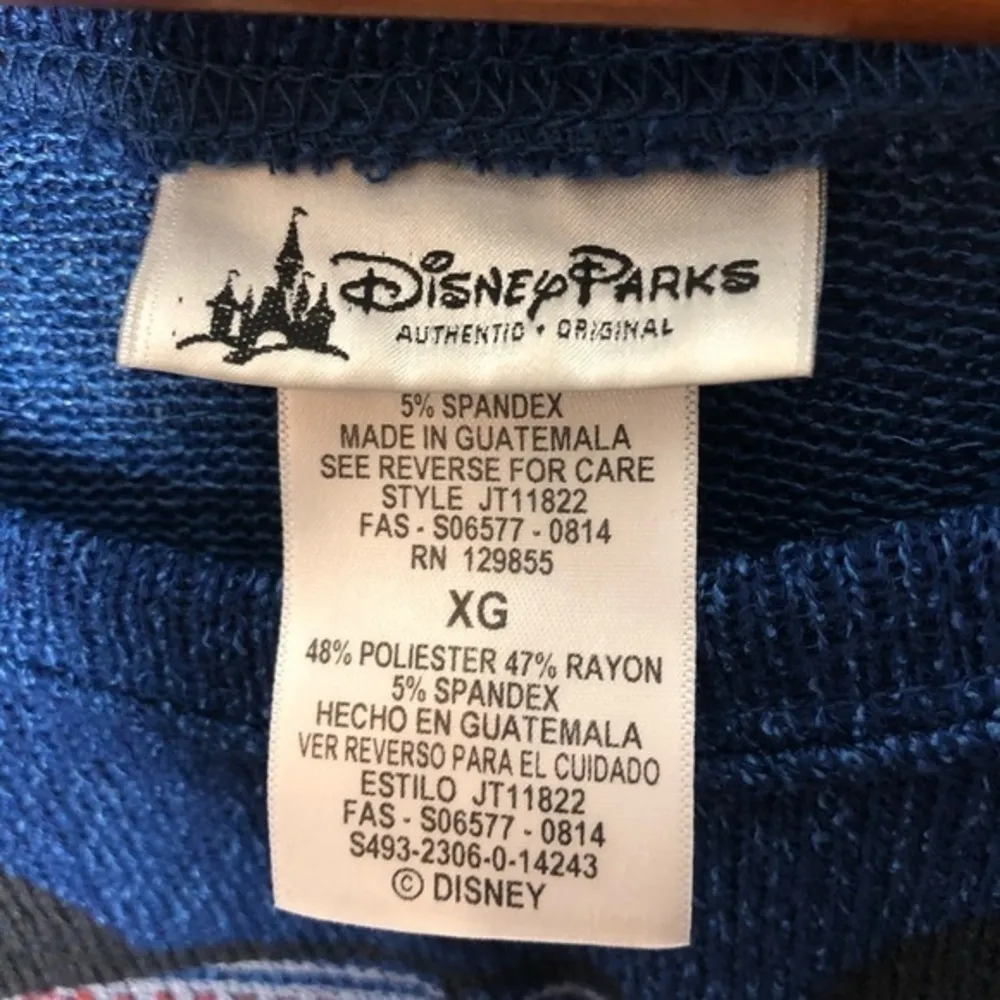 Disney Parks
AUTHENTIC • ORIGINAL
5% SPANDEX
MADE IN GUATEMALA
SEE REVERSE FOR CARE
STYLE JT11822
FAS - S06577 - 0814
RN 129855
XG
48% POLIESTER 47% RAYON
5% SPANDEX
HECHO EN GUATEMALA
VER REVERSO PARA EL CUIDADO
ESTILO JT11822
FAS - S06577 - 0814
S493-2306-0-14243
© DISNEY